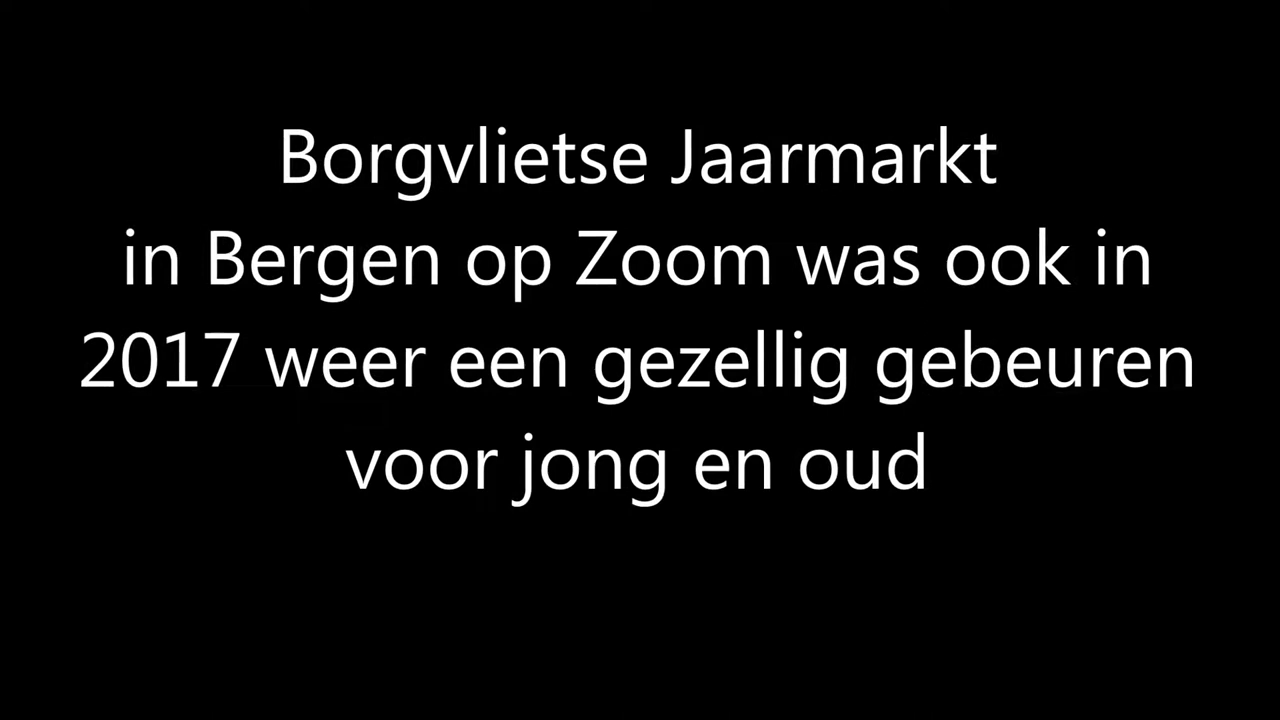 Borgvlietse Jaarmarkt
in Bergen op Zoom was ook in
2017 weer een gezellig gebeuren
voor jong en oud